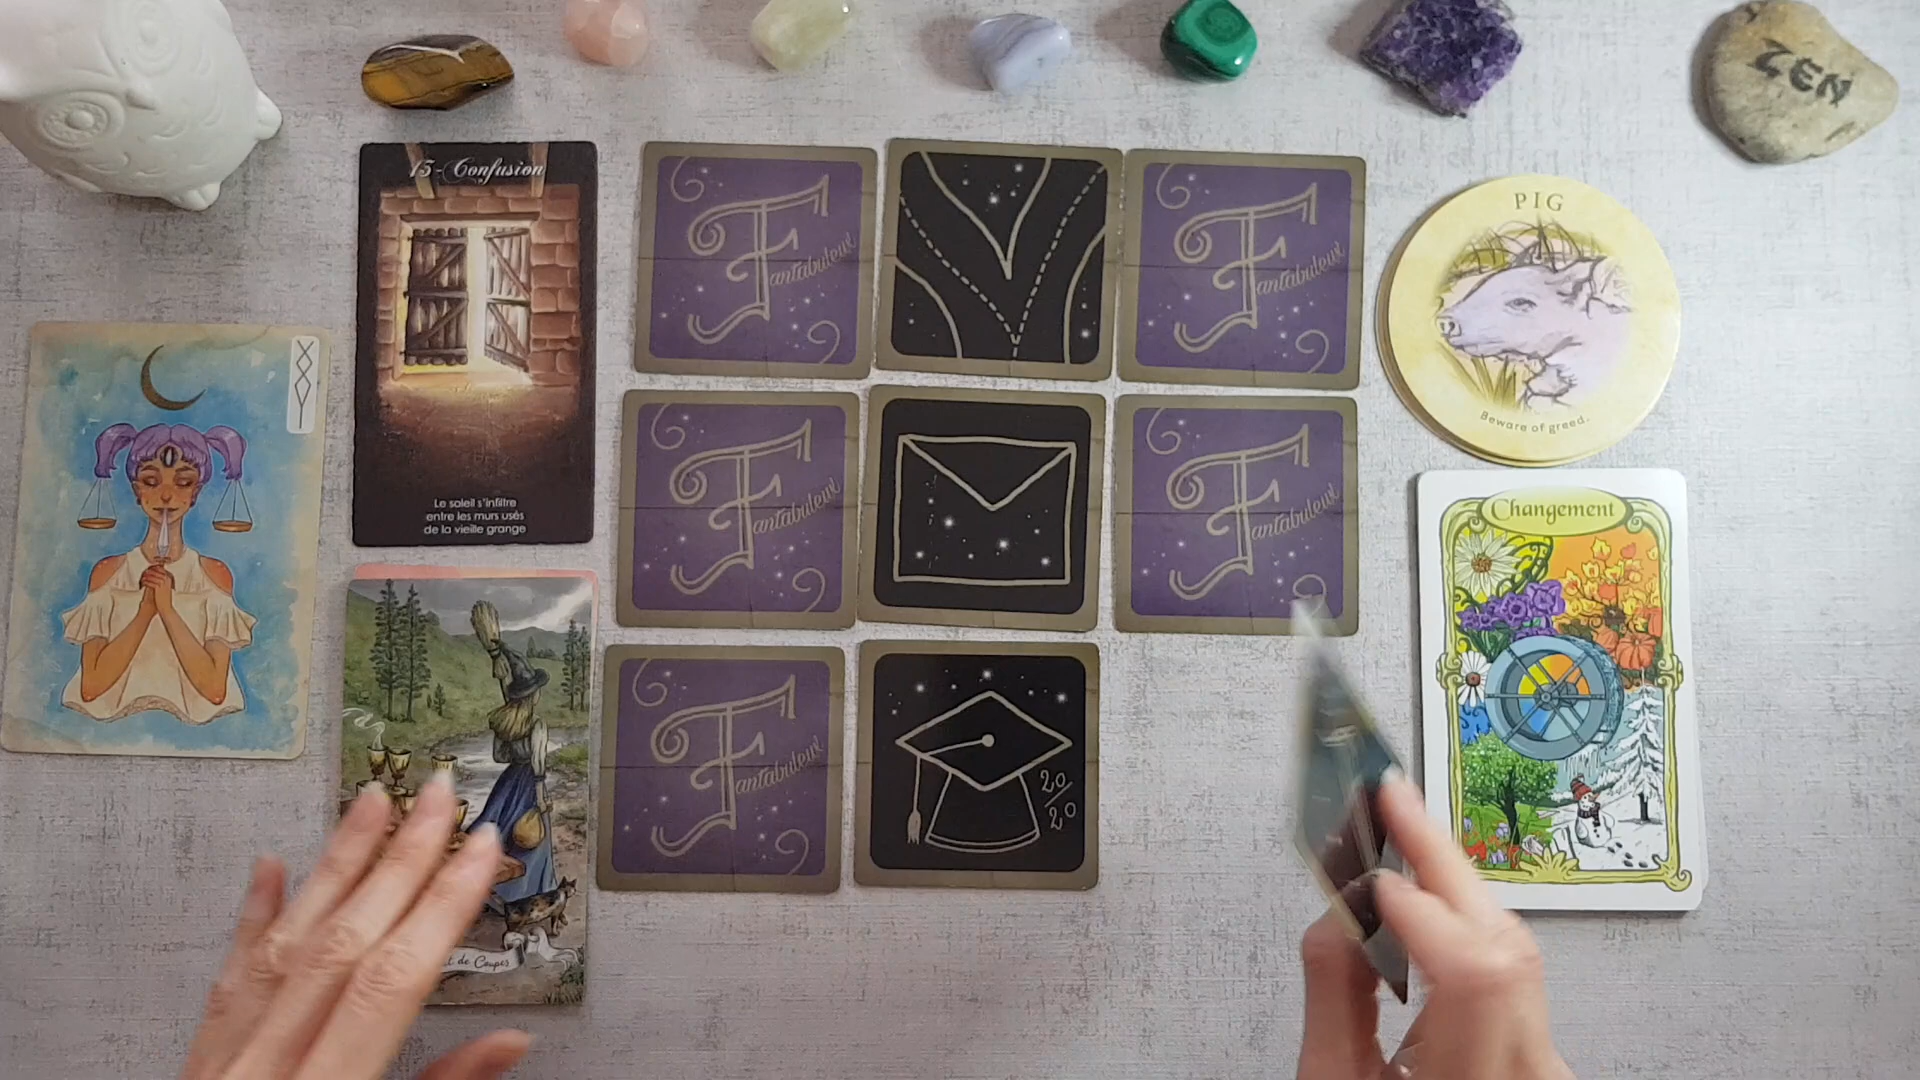 ZEN
15-Confusion
Le soleil s'infiltre
entre les murs usés
de la vieille grange
Fantabuleux
Fantabuleux
PIG
Beware of greed.
Fantabuleux
Fantabuleux
Changement
Fantabuleux
20/20
de Coupes